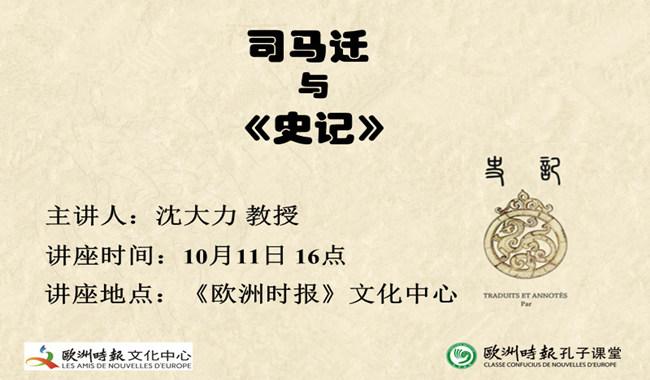 司马迁
与
《史记》
史 記
主讲人：沈大力 教授
讲座时间：10月11日 16点
讲座地点：《欧洲时报》文化中心
TRADUITS ET ANNOTÉS
Par
欧洲時報文化中心
LES AMIS DE NOUVELLES D'EUROPE
欧洲時報孔子课堂
CLASSE CONFUCIUS DE NOUVELLES D'EUROPE